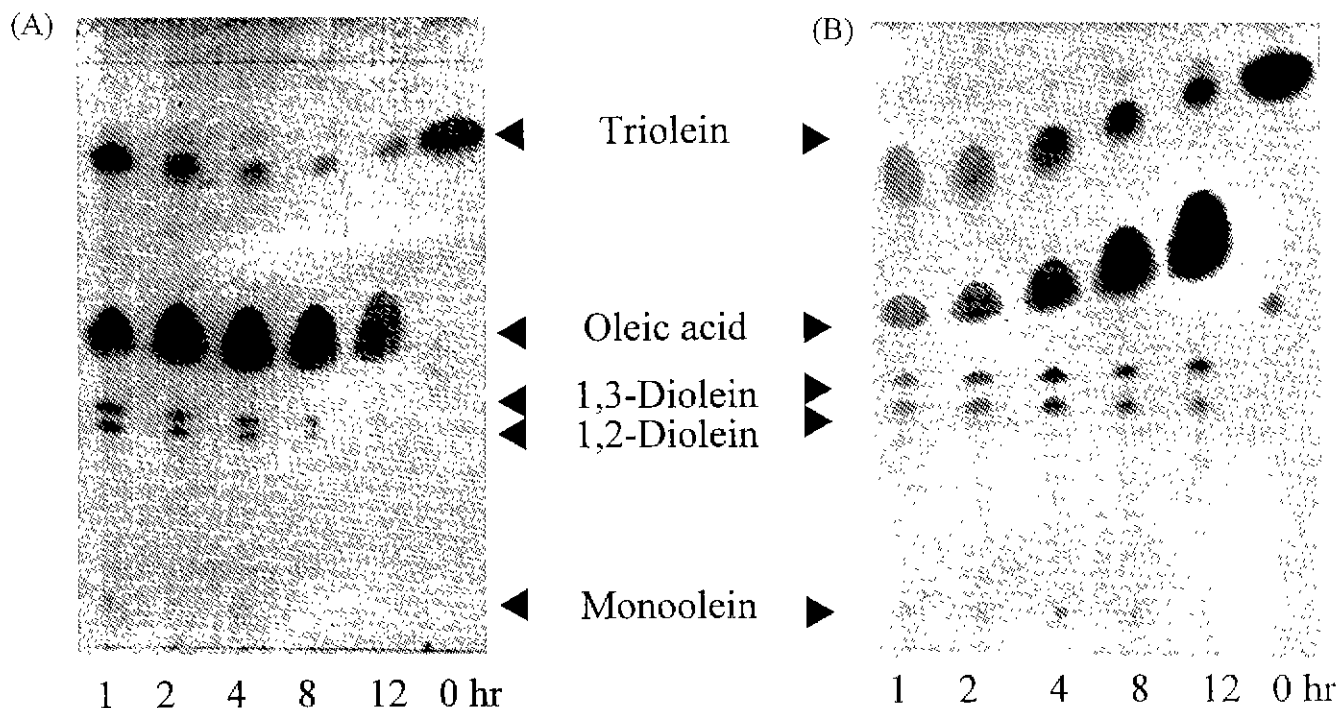 (A)
(B)
Triolein
Oleic acid
1,3-Diolein
1,2-Diolein
Monoolein
1 2 4 8 12 0 hr
1 2 4 8 12 0 hr